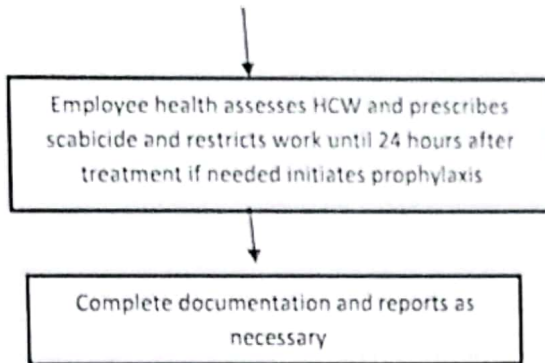 Employee health assesses HCW and prescribes
scabicide and restricts work until 24 hours after
treatment if needed initiates prophylaxis
Complete documentation and reports as
necessary